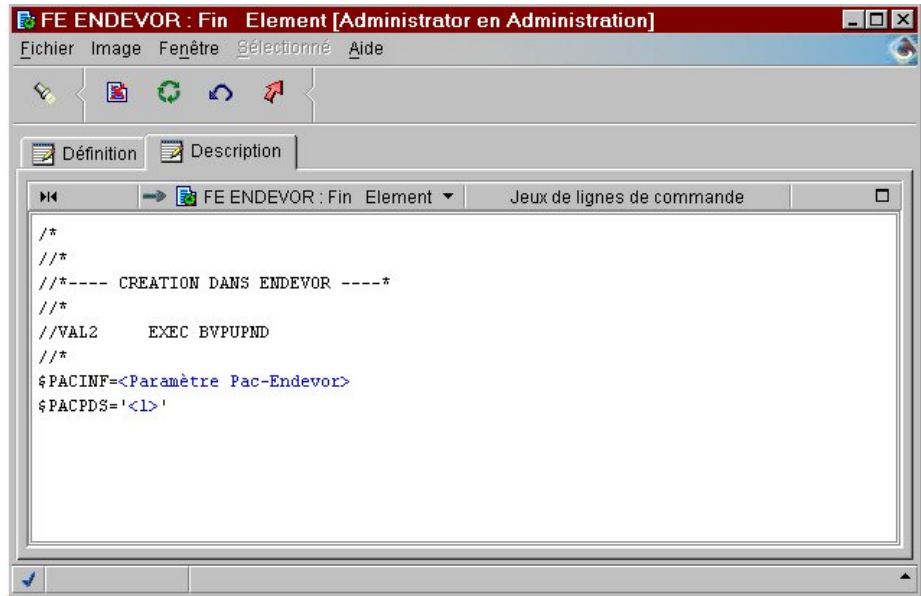 FE ENDEVOR : Fin Element [Administrator en Administration]
Fichier Image Fenêtre Sélectionné Aide
Définition Description
FE ENDEVOR : Fin Element Jeux de lignes de commande
/*
//*
//*---- CREATION DANS ENDEVOR ----*
//*
//VAL2 EXEC BVPUPND
//*
$PACINF=<Paramètre Pac-Endevor>
$PACPDS='<1>'